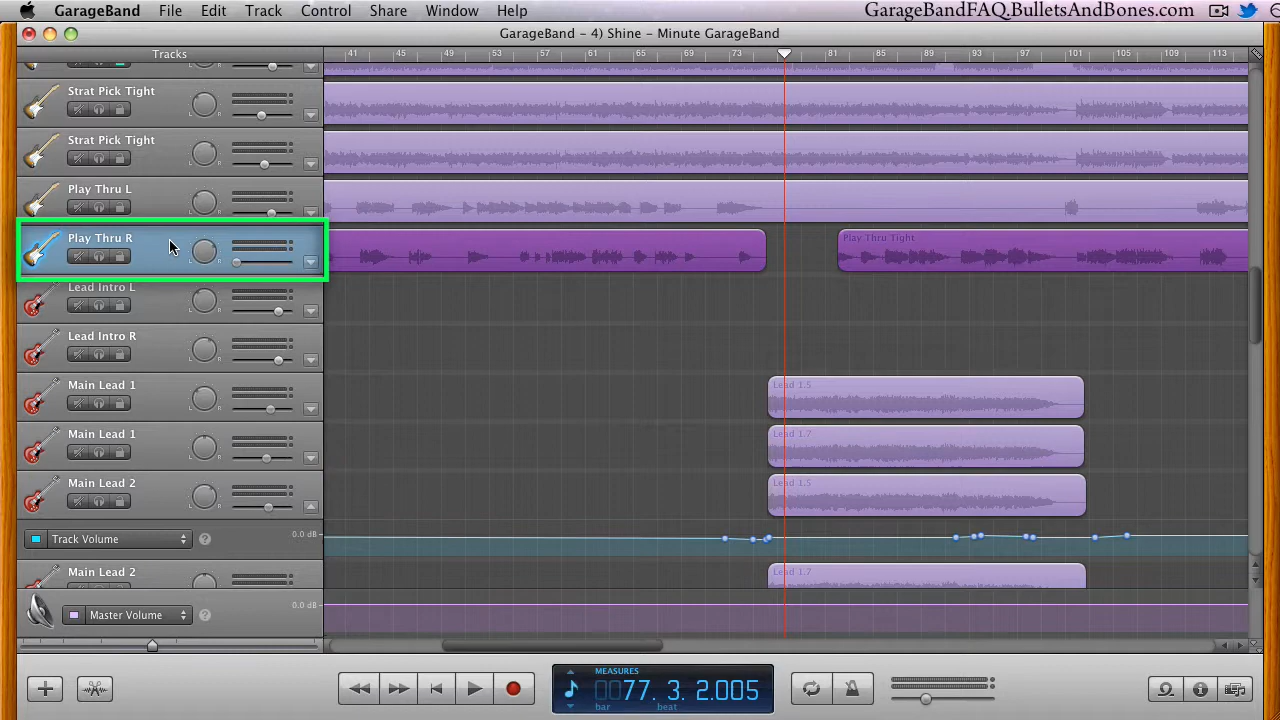 GarageBand File Edit Track Control Share Window Help GarageBandFAQ.BulletsAndBones.com
GarageBand - 4) Shine - Minute GarageBand
Tracks 41 45 49 53 57 61 65 69 73 81 85 89 93 97 101 105 109 113
Strat Pick Tight
L R
Strat Pick Tight
L R
Play Thru L
L R
Play Thru R Play Thru Tight
L R
Lead Intro L
L R
Lead Intro R
L R
Main Lead 1 Lead 1.5
L R
Main Lead 1 Lead 1.7
L R
Main Lead 2 Lead 1.5
L R
Track Volume ? 0.0 dB
Main Lead 2 Lead 1.7
Master Volume ? 0.0 dB
MEASURES
0077. 3. 2.005
bar beat